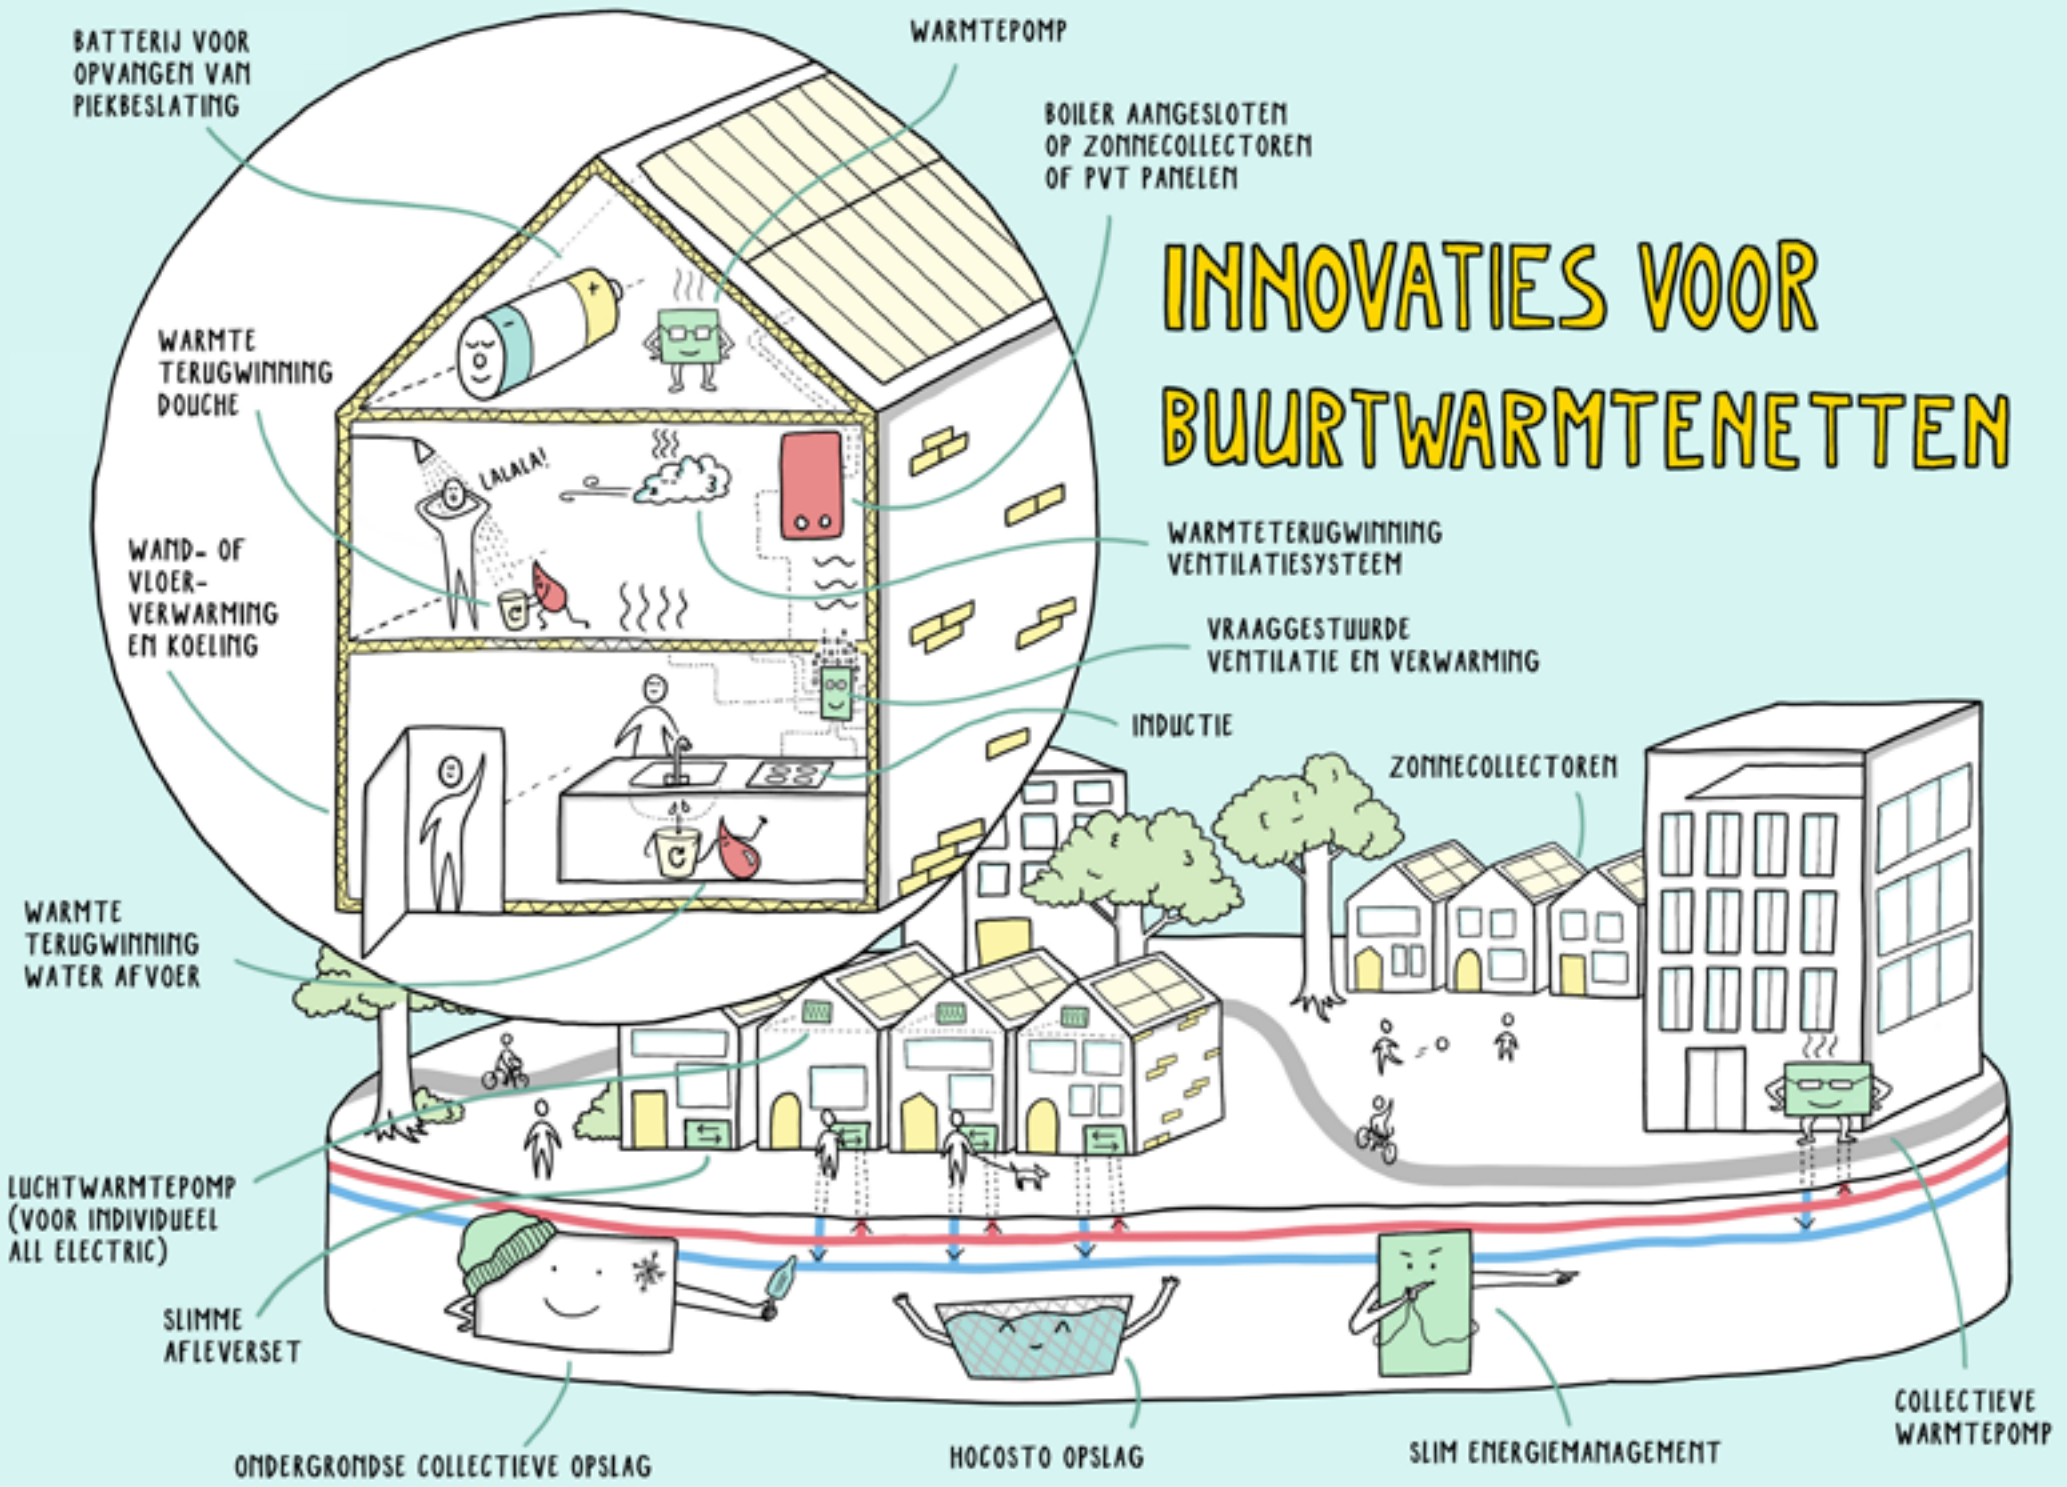 BATTERIJ VOOR
OPVANGEN VAN
PIEKBESLATING
WARMTEPOMP
BOILER AANGESLOTEN
OP ZONNECOLLECTOREN
OF PVT PANELEN
INNOVATIES VOOR
BUURTWARMTENETTEN
WARMTE
TERUGWINNING
DOUCHE
LALALA!
WAND- OF
VLOER-
VERWARMING
EN KOELING
WARMTETERUGWINNING
VENTILATIESYSTEEM
VRAAGGESTUURDE
VENTILATIE EN VERWARMING
INDUCTIE
ZONNECOLLECTOREN
WARMTE
TERUGWINNING
WATER AFVOER
LUCHTWARMTEPOMP
(VOOR INDIVIDUEEL
ALL ELECTRIC)
SLIMME
AFLEVERSET
ONDERGRONDSE COLLECTIEVE OPSLAG
HOCOSTO OPSLAG
SLIM ENERGIEMANAGEMENT
COLLECTIEVE
WARMTEPOMP